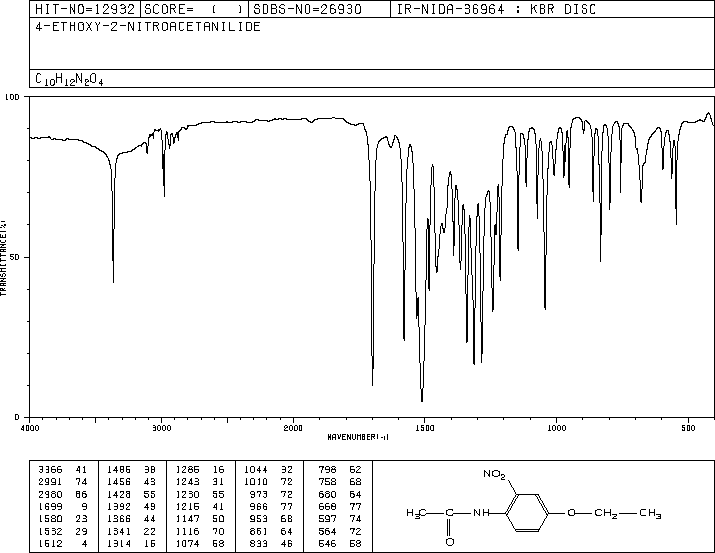 HIT-NO=12932 SCORE= ( ) SDBS-NO=26930 IR-NIDA-36964 : KBR DISC
4-ETHOXY-2-NITROACETANILIDE
C10H12N2O4
100
50
0
TRANSMITTANCE(%)
4000 3000 2000 1500 1000 500
WAVENUMBER(-1)
3366 41 1486 38 1286 16 1044 32 798 62
2991 74 1456 43 1243 31 1010 72 758 68
2980 66 1428 55 1230 55 973 72 680 64
1699 9 1392 49 1216 41 966 77 668 77
1580 23 1366 44 1147 50 953 68 597 74
1532 29 1341 22 1116 70 861 64 564 72
1512 4 1314 16 1074 58 833 46 546 58
NO2
H3C C NH O CH2 CH3
O